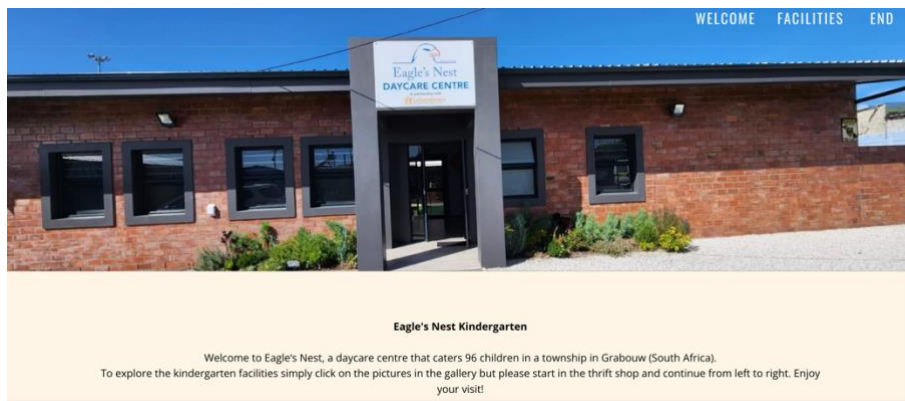 WELCOME FACILITIES END
Eagle's Nest
DAYCARE CENTRE
Eagle's Nest Kindergarten
Welcome to Eagle's Nest, a daycare centre that caters 96 children in a township in Grabouw (South Africa).
To explore the kindergarten facilities simply click on the pictures in the gallery but please start in the thrift shop and continue from left to right. Enjoy
your visit!